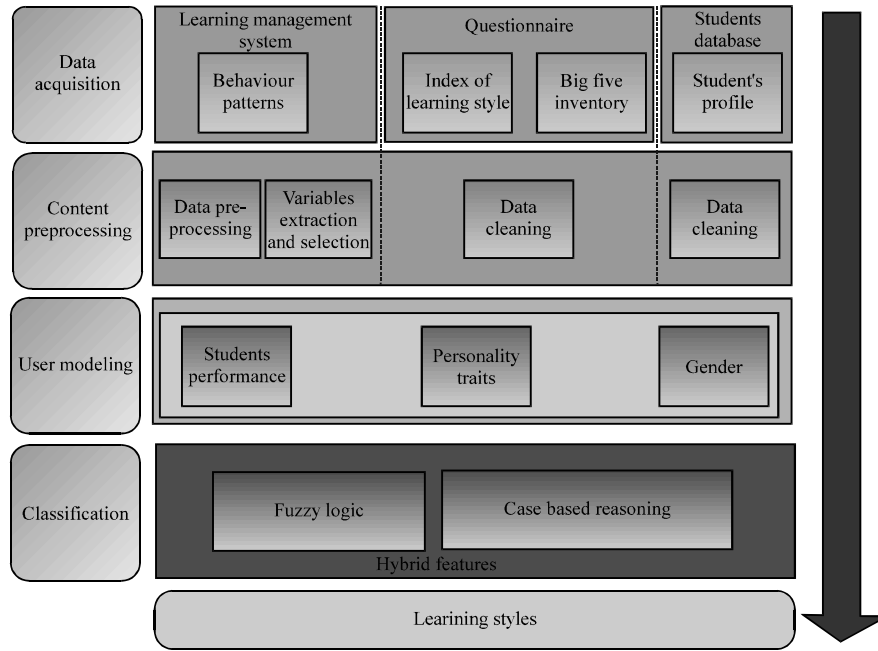 Data
acquisition
Learning management
system
Behaviour
patterns
Questionnaire
Index of
learning style
Big five
inventory
Students
database
Student's
profile
Content
preprocessing
Data pre-
processing
Variables
extraction
and selection
Data
cleaning
Data
cleaning
User modeling
Students
performance
Personality
traits
Gender
Classification
Fuzzy logic
Case based reasoning
Hybrid features
Learining styles